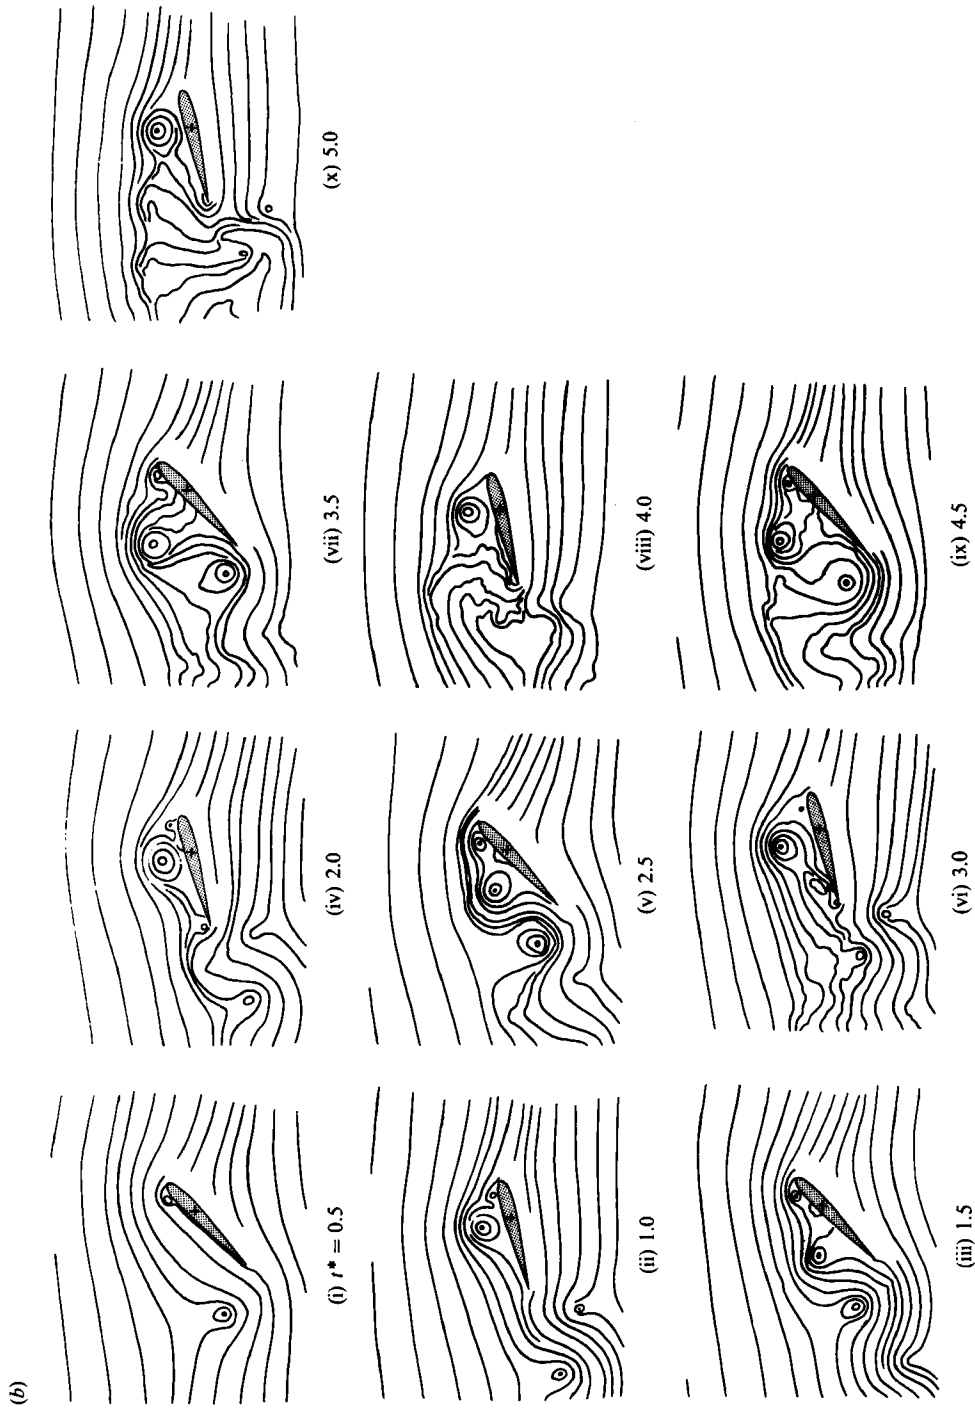 (b)
(i) t* = 0.5
(ii) 1.0
(iii) 1.5
(iv) 2.0
(v) 2.5
(vi) 3.0
(vii) 3.5
(viii) 4.0
(ix) 4.5
(x) 5.0